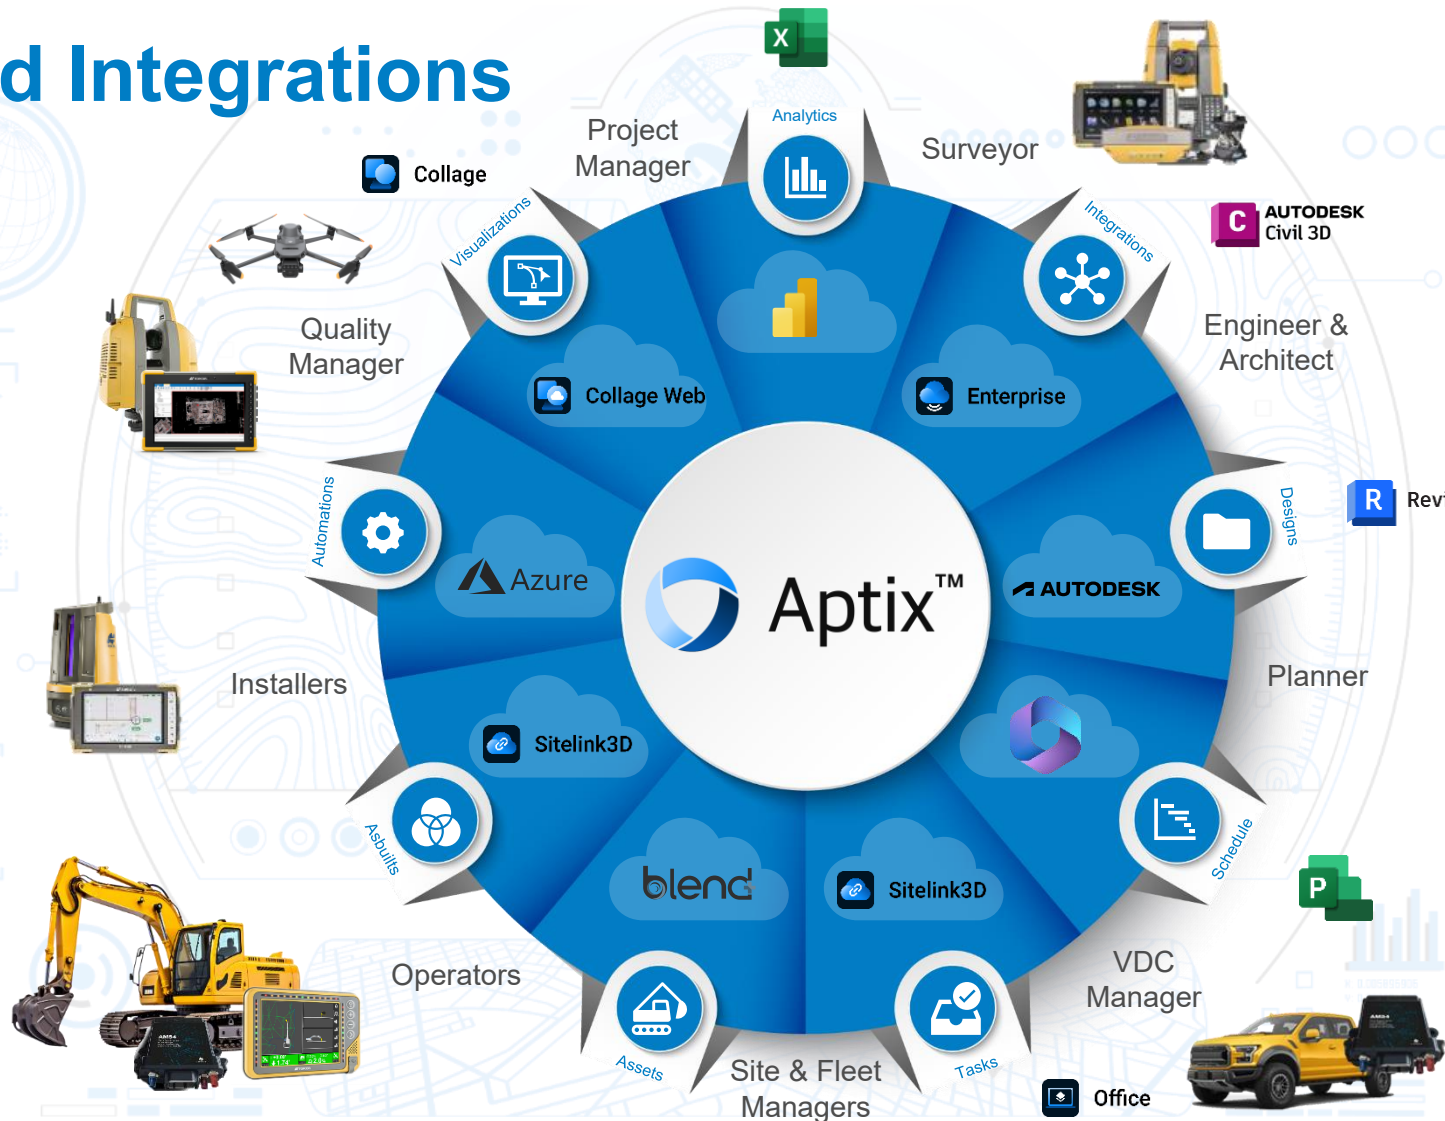 d Integrations
Analytics
Project
Manager
Surveyor
Collage
Visualizations
Integrations
C
AUTODESK
Civil 3D
X
Quality
Manager
Engineer &
Architect
Collage Web
Enterprise
Automations
Designs
R
Revi
Azure
AUTODESK
Aptix™
Installers
Planner
Sitelink3D
Asbuilts
Schedule
blend
Sitelink3D
P
Operators
VDC
Manager
Assets
Tasks
Site & Fleet
Managers
Office